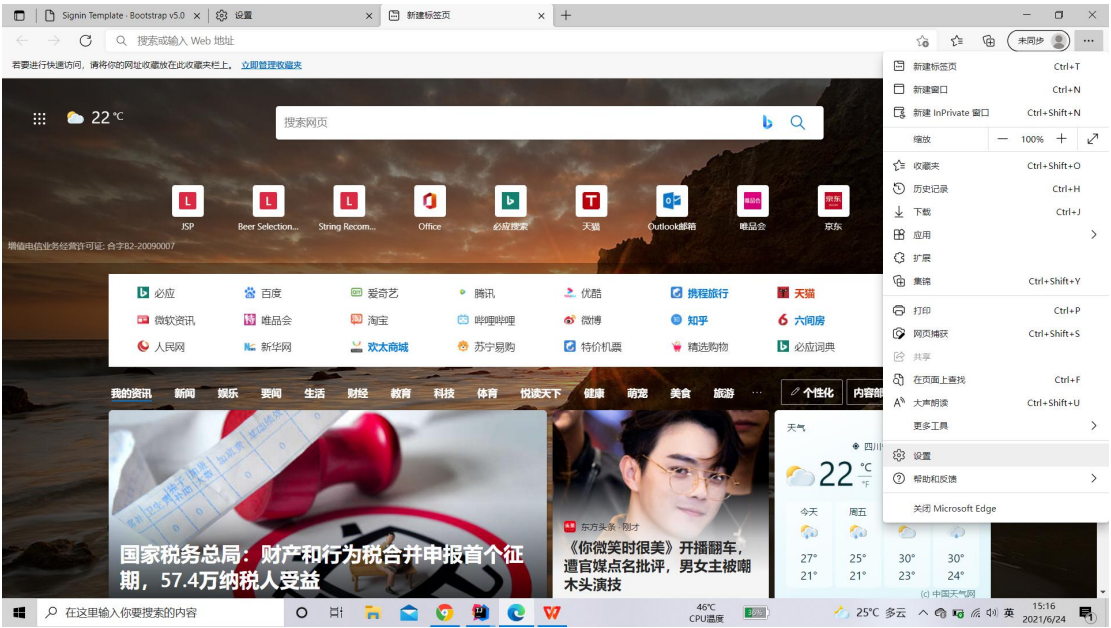 Signin Template · Bootstrap v5.0
设置
新建标签页
搜索或输入 Web 地址
未同步
若要进行快速访问，请将你的网址收藏放在此收藏夹栏上。 立即管理收藏夹
22 ℃
搜索网页
JSP
Beer Selection...
String Recom...
Office
必应搜索
天猫
Outlook邮箱
唯品会
京东
增值电信业务经营许可证: 合字B2-20090007
必应 百度 爱奇艺 腾讯 优酷 携程旅行 天猫
微软资讯 唯品会 淘宝 哔哩哔哩 微博 知乎 六间房
人民网 新华网 欢太商城 苏宁易购 特价机票 精选购物 必应词典
我的资讯 新闻 娱乐 要闻 生活 财经 教育 科技 体育 悦读天下 健康 萌宠 美食 旅游 ··· 个性化 内容部
国家税务总局：财产和行为税合并申报首个征
期，57.4万纳税人受益
东方头条 · 刚才
《你微笑时很美》开播翻车，
遭官媒点名批评，男女主被嘲
木头演技
天气
四川
22 °C
°F
今天 周五
27° 25° 30° 30°
21° 21° 23° 24°
(c) 中国天气网
新建标签页 Ctrl+T
新建窗口 Ctrl+N
新建 InPrivate 窗口 Ctrl+Shift+N
缩放 — 100% +
收藏夹 Ctrl+Shift+O
历史记录 Ctrl+H
下载 Ctrl+J
应用
扩展
集锦 Ctrl+Shift+Y
打印 Ctrl+P
网页捕获 Ctrl+Shift+S
共享
在页面上查找 Ctrl+F
大声朗读 Ctrl+Shift+U
更多工具
设置
帮助和反馈
关闭 Microsoft Edge
在这里输入你要搜索的内容
46℃
CPU温度
36%
25°C 多云
英
15:16
2021/6/24
1